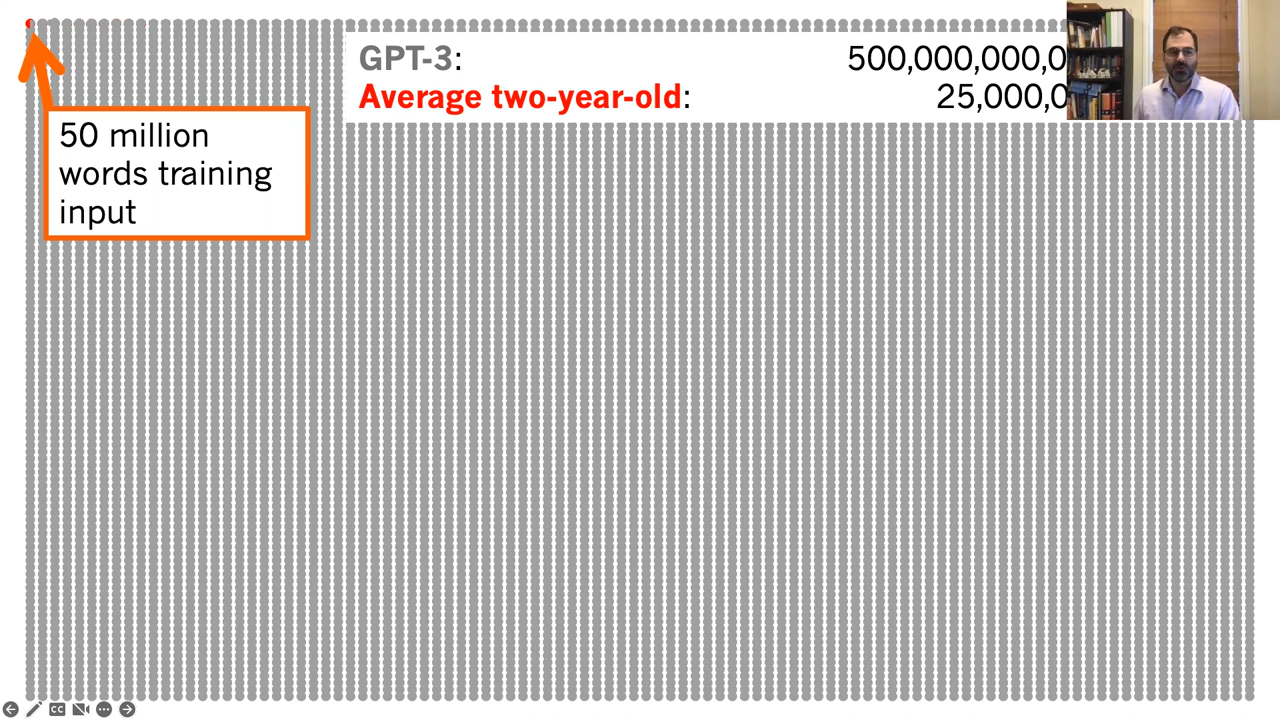 GPT-3: 500,000,000,0
Average two-year-old: 25,000,0
50 million
words training
input